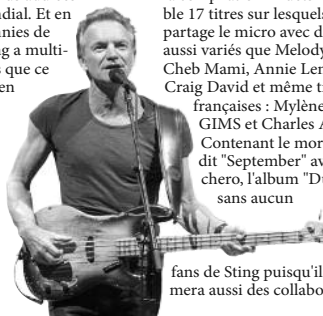 dial. Et en
nnies de
g a multi-
s que ce
en
ble 17 titres sur lesquels
partage le micro avec d
aussi variés que Melody
Cheb Mami, Annie Len
Craig David et même t
françaises : Mylène
GIMS et Charles A
Contenant le mor
dit "September" av
chero, l'album "Du
sans aucun
fans de Sting puisqu'il
mera aussi des collabo